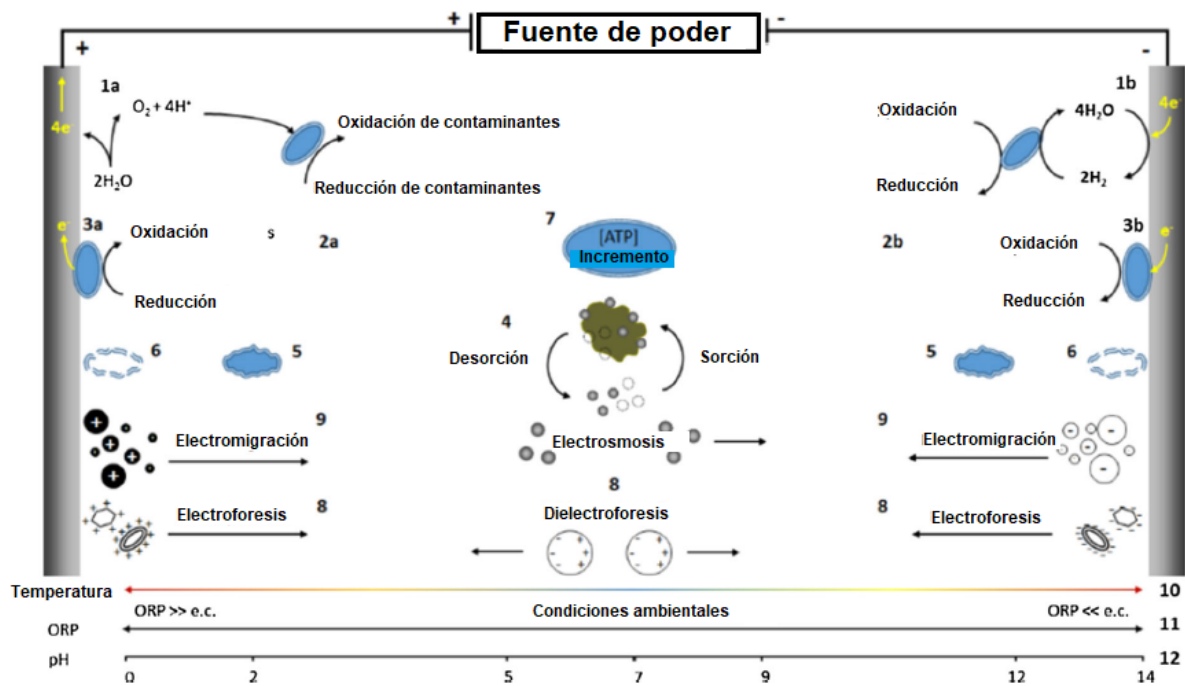 + Fuente de poder -
+ -
1a 1b
O₂ + 4H⁺
Oxidación de contaminantes
Oxidación
4H₂O
4e⁻
4e⁻
2H₂O
Reducción de contaminantes
Reducción
2H₂
e⁻ 3a
Oxidación
s
2a
7
[ATP]
Incremento
2b
Oxidación
3b
e⁻
Reducción
Reducción
4
Desorción
Sorción
6 5
5 6
9
Electromigración
Electrosmosis
9
Electromigración
8
Electroforesis
8
Dielectroforesis
8
Electroforesis
Temperatura 10
ORP >> e.c. Condiciones ambientales ORP << e.c.
ORP 11
pH 12
0 2 5 7 9 12 14